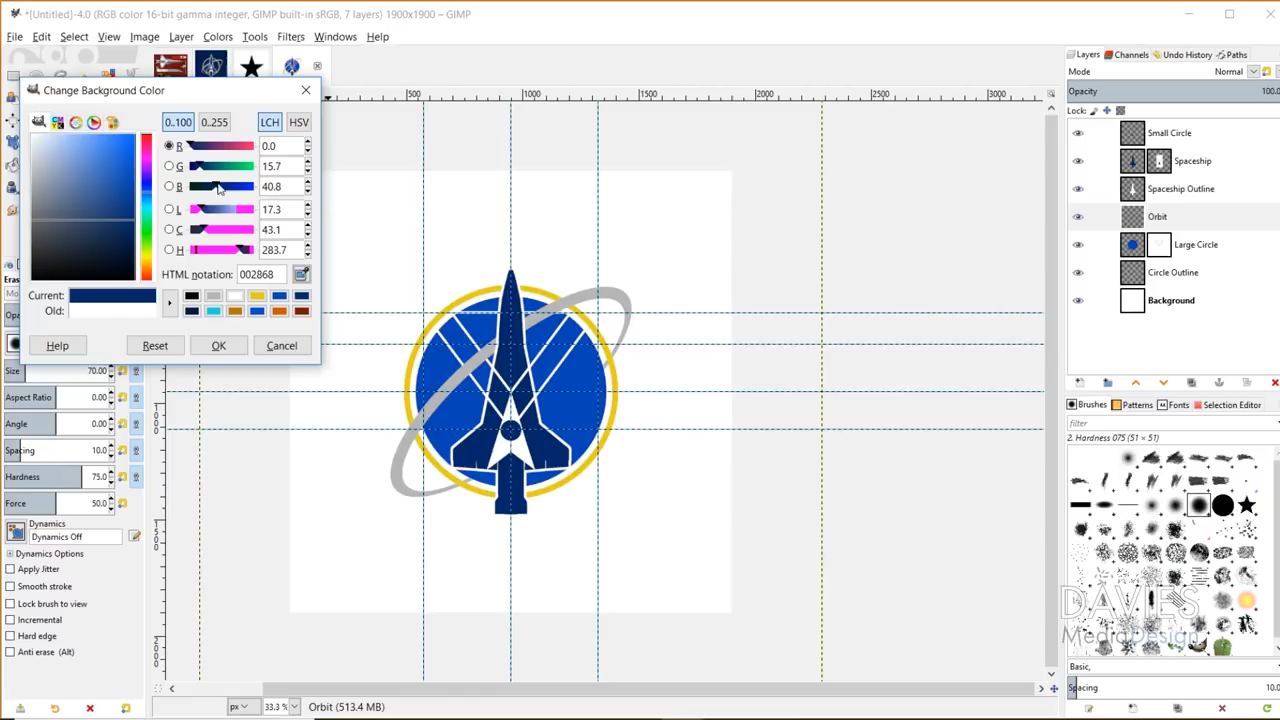 *[Untitled]-4.0 (RGB color 16-bit gamma integer, GIMP built-in sRGB, 7 layers) 1900x1900 – GIMP
File Edit Select View Image Layer Colors Tools Filters Windows Help
Change Background Color
0..100 0..255 LCH HSV
R 0.0
G 15.7
B 40.8
L 17.3
C 43.1
H 283.7
HTML notation: 002868
Current:
Old:
Help Reset OK Cancel
500 1000 1500 2000 2500 3000
Size 70.00
Aspect Ratio 0.00
Angle 0.00
Spacing 10.0
Hardness 75.0
Force 50.0
Dynamics
Dynamics Off
Dynamics Options
Apply Jitter
Smooth stroke
Lock brush to view
Incremental
Hard edge
Anti erase (Alt)
px 33.3 % Orbit (513.4 MB)
Layers Channels Undo History Paths
Mode Normal
Opacity 100.0
Lock:
Small Circle
Spaceship
Spaceship Outline
Orbit
Large Circle
Circle Outline
Background
Brushes Patterns Fonts Selection Editor
filter
2. Hardness 075 (51 × 51)
DAVIES
MediaDesign
Basic,
Spacing 10.0